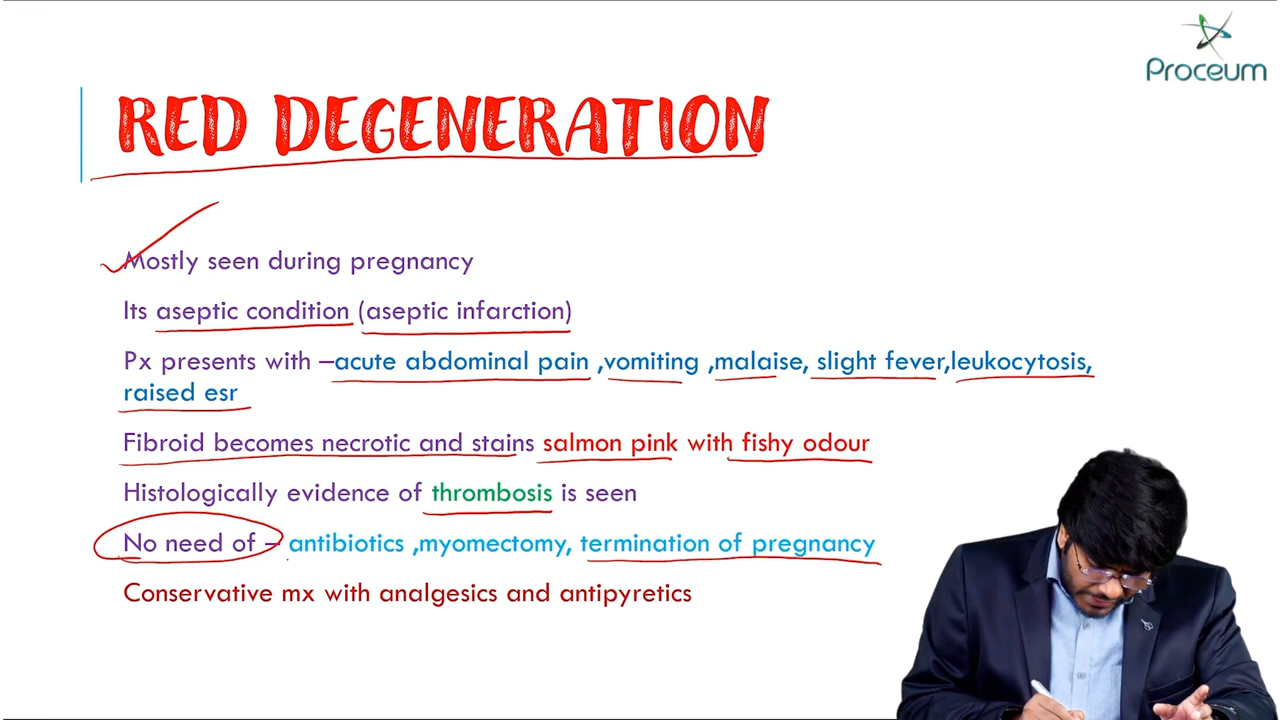 Proceum
RED DEGENERATION
Mostly seen during pregnancy
Its aseptic condition (aseptic infarction)
Px presents with –acute abdominal pain ,vomiting ,malaise, slight fever,leukocytosis,
raised esr
Fibroid becomes necrotic and stains salmon pink with fishy odour
Histologically evidence of thrombosis is seen
No need of – antibiotics ,myomectomy, termination of pregnancy
Conservative mx with analgesics and antipyretics